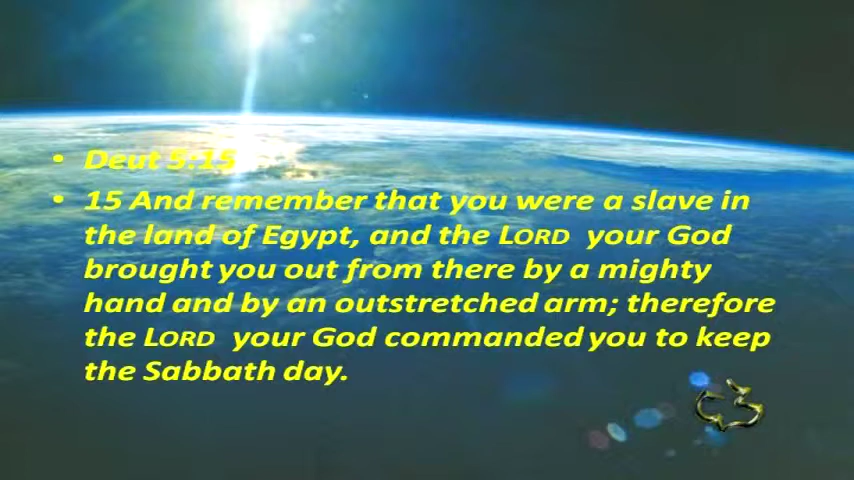 • Deut 5:15
• 15 And remember that you were a slave in
the land of Egypt, and the LORD your God
brought you out from there by a mighty
hand and by an outstretched arm; therefore
the LORD your God commanded you to keep
the Sabbath day.